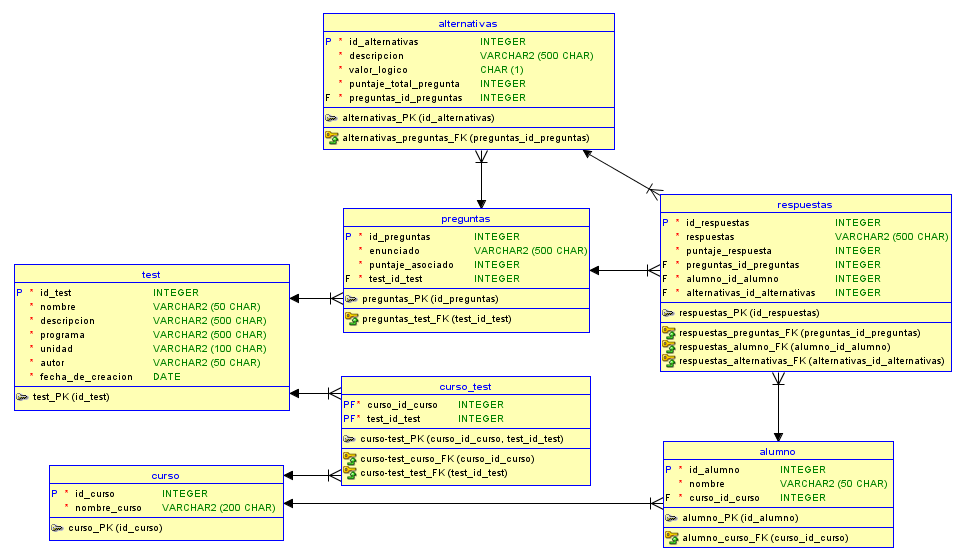 alternativas
P * id_alternativas INTEGER
* descripcion VARCHAR2 (500 CHAR)
* valor_logico CHAR (1)
* puntaje_total_pregunta INTEGER
F * preguntas_id_preguntas INTEGER
alternativas_PK (id_alternativas)
alternativas_preguntas_FK (preguntas_id_preguntas)
respuestas
P * id_respuestas INTEGER
* respuestas VARCHAR2 (500 CHAR)
* puntaje_respuesta INTEGER
F * preguntas_id_preguntas INTEGER
F * alumno_id_alumno INTEGER
F * alternativas_id_alternativas INTEGER
respuestas_PK (id_respuestas)
respuestas_preguntas_FK (preguntas_id_preguntas)
respuestas_alumno_FK (alumno_id_alumno)
respuestas_alternativas_FK (alternativas_id_alternativas)
preguntas
P * id_preguntas INTEGER
* enunciado VARCHAR2 (500 CHAR)
* puntaje_asociado INTEGER
F * test_id_test INTEGER
preguntas_PK (id_preguntas)
preguntas_test_FK (test_id_test)
test
P * id_test INTEGER
* nombre VARCHAR2 (50 CHAR)
* descripcion VARCHAR2 (500 CHAR)
* programa VARCHAR2 (500 CHAR)
* unidad VARCHAR2 (100 CHAR)
* autor VARCHAR2 (50 CHAR)
* fecha_de_creacion DATE
test_PK (id_test)
curso_test
PF* curso_id_curso INTEGER
PF* test_id_test INTEGER
curso-test_PK (curso_id_curso, test_id_test)
curso-test_curso_FK (curso_id_curso)
curso-test_test_FK (test_id_test)
curso
P * id_curso INTEGER
* nombre_curso VARCHAR2 (200 CHAR)
curso_PK (id_curso)
alumno
P * id_alumno INTEGER
* nombre VARCHAR2 (50 CHAR)
F * curso_id_curso INTEGER
alumno_PK (id_alumno)
alumno_curso_FK (curso_id_curso)